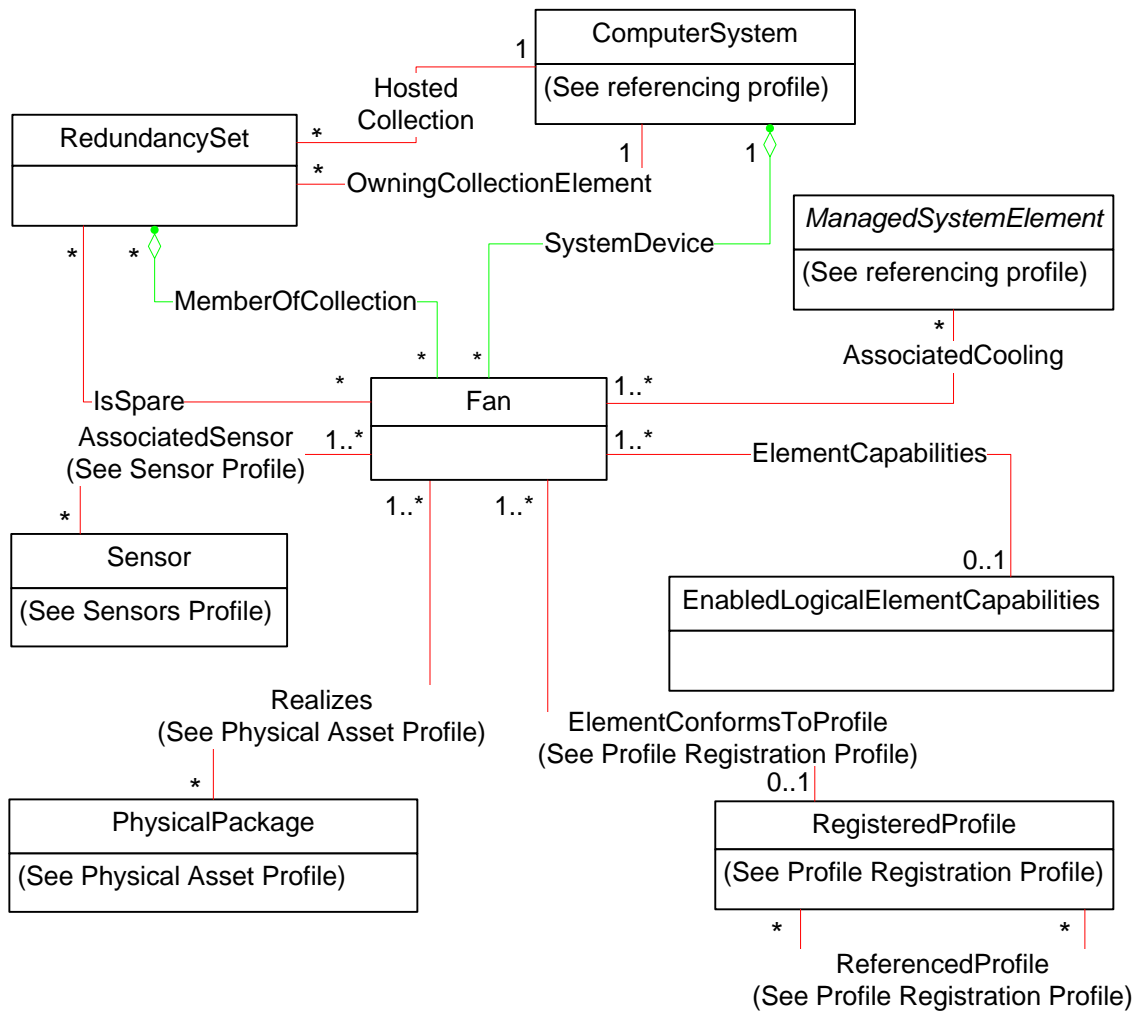 ComputerSystem
(See referencing profile)
1
Hosted
Collection
*
RedundancySet
1
1
*
OwningCollectionElement
ManagedSystemElement
(See referencing profile)
*
*
SystemDevice
MemberOfCollection
*
AssociatedCooling
*
*
*
1..*
IsSpare
Fan
AssociatedSensor
(See Sensor Profile)
1..*
1..*
ElementCapabilities
1..*
1..*
*
Sensor
(See Sensors Profile)
0..1
EnabledLogicalElementCapabilities
Realizes
(See Physical Asset Profile)
ElementConformsToProfile
(See Profile Registration Profile)
*
0..1
PhysicalPackage
(See Physical Asset Profile)
RegisteredProfile
(See Profile Registration Profile)
*
*
ReferencedProfile
(See Profile Registration Profile)